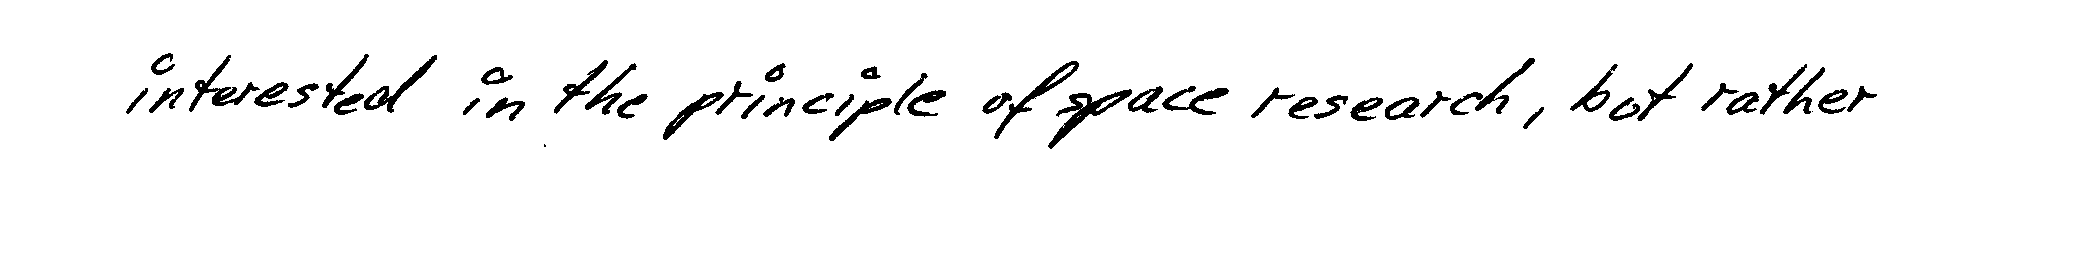 interested in the principle of space research, but rather